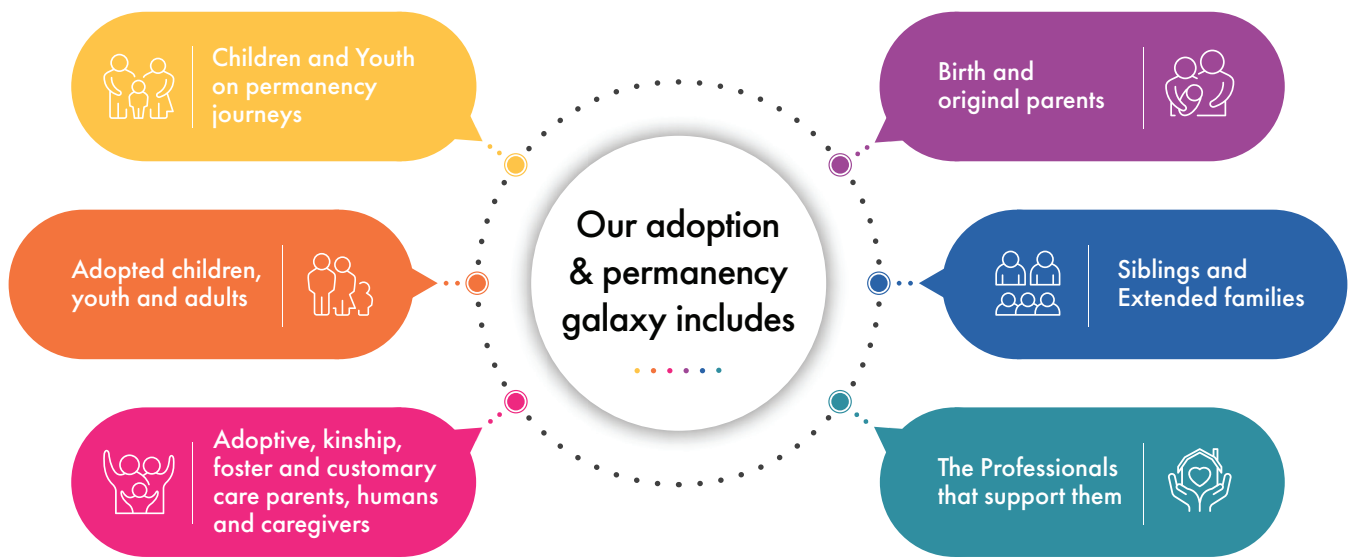 Children and Youth
on permancy
journeys
Adopted children,
youth and adults
Adoptive, kinship,
foster and customary
care parents, humans
and caregivers
Our adoption
& permanency
galaxy includes
Birth and
original parents
Siblings and
Extended families
The Professionals
that support them